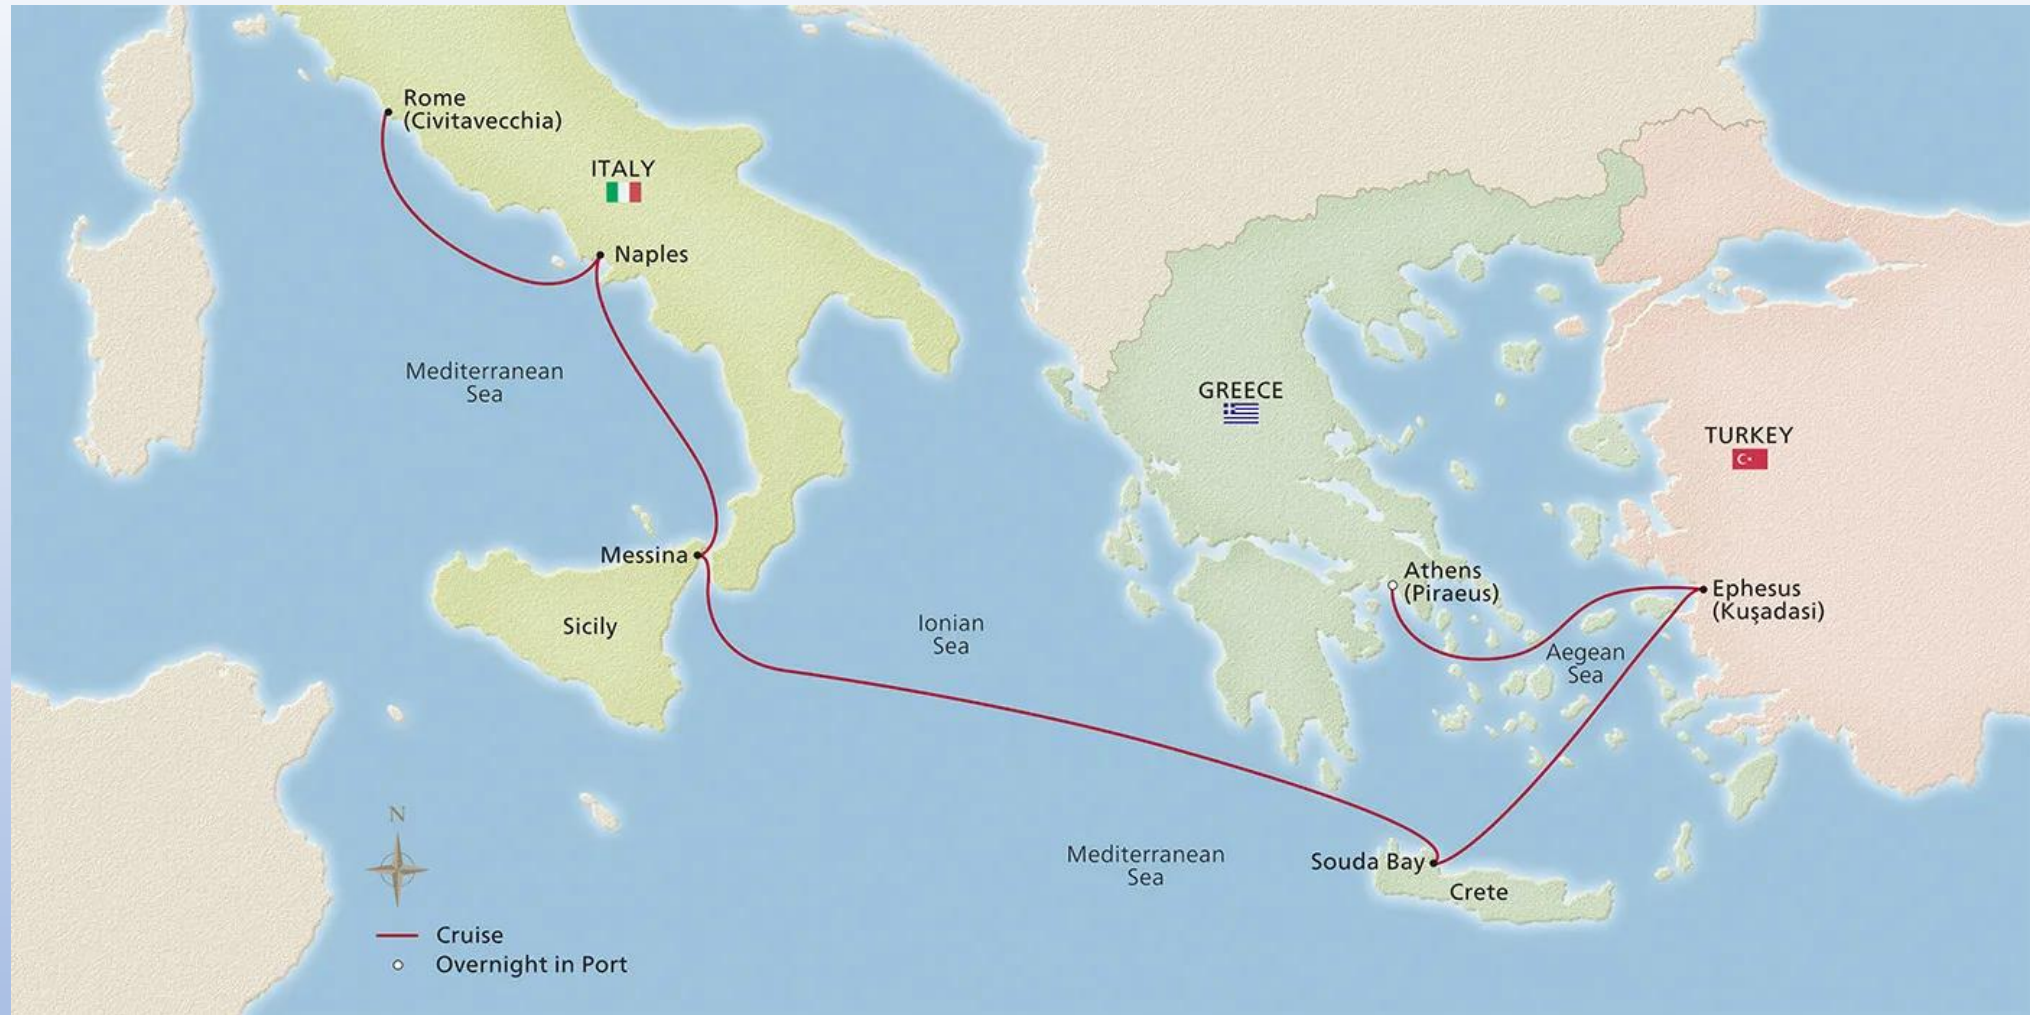 Rome
(Civitavecchia)
ITALY
Naples
Mediterranean
Sea
GREECE
TURKEY
Messina
Sicily
Ionian
Sea
Athens
(Piraeus)
Ephesus
(Kuşadasi)
Aegean
Sea
Mediterranean
Sea
Souda Bay
Crete
N
Cruise
Overnight in Port